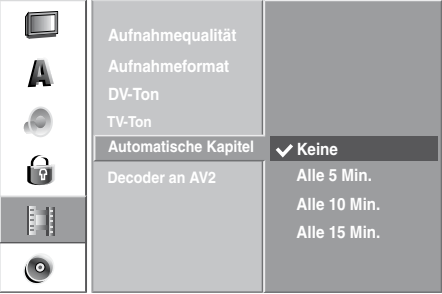 Aufnahmequalität
Aufnahmeformat
DV-Ton
TV-Ton
Automatische Kapitel
Decoder an AV2
Keine
Alle 5 Min.
Alle 10 Min.
Alle 15 Min.